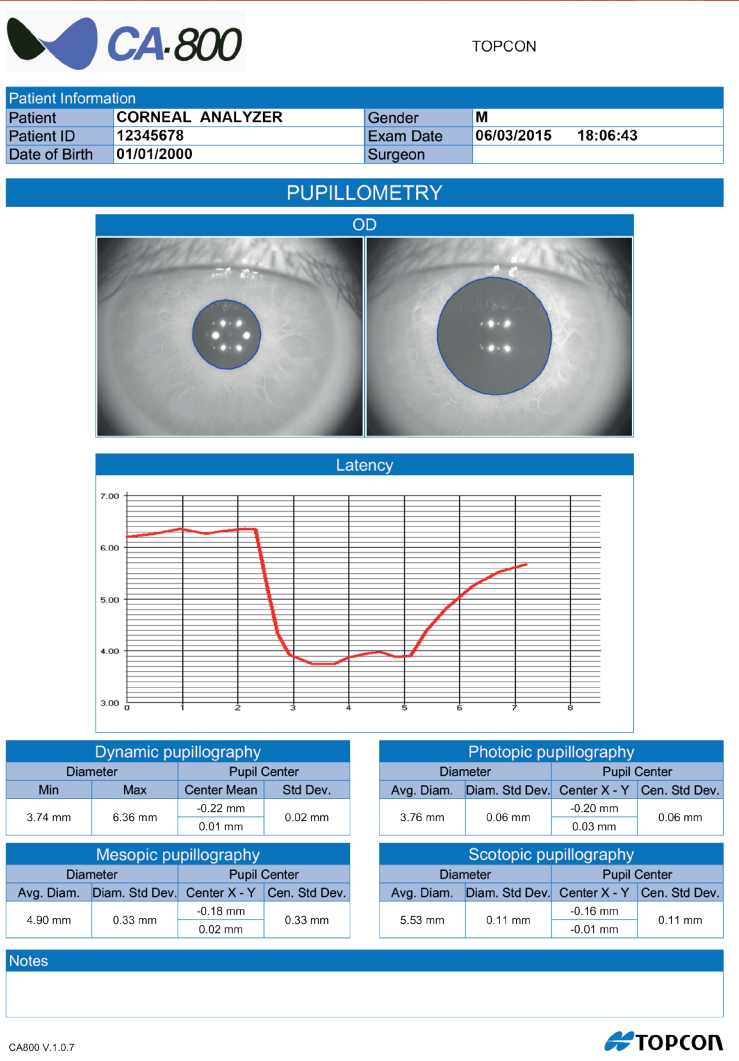 CA·800
TOPCON
Patient Information
Patient CORNEAL ANALYZER Gender M
Patient ID 12345678 Exam Date 06/03/2015 18:06:43
Date of Birth 01/01/2000 Surgeon
PUPILLOMETRY
OD
Latency
7.00
6.00
5.00
4.00
3.00
0 1 2 3 4 5 6 7 8
Dynamic pupillography
Diameter Pupil Center
Min Max Center Mean Std Dev.
3.74 mm 6.36 mm -0.22 mm 0.02 mm
0.01 mm
Photopic pupillography
Diameter Pupil Center
Avg. Diam. Diam. Std Dev. Center X - Y Cen. Std Dev.
3.76 mm 0.06 mm -0.20 mm 0.06 mm
0.03 mm
Mesopic pupillography
Diameter Pupil Center
Avg. Diam. Diam. Std Dev. Center X - Y Cen. Std Dev.
4.90 mm 0.33 mm -0.18 mm 0.33 mm
0.02 mm
Scotopic pupillography
Diameter Pupil Center
Avg. Diam. Diam. Std Dev. Center X - Y Cen. Std Dev.
5.53 mm 0.11 mm -0.16 mm 0.11 mm
-0.01 mm
Notes
CA800 V.1.0.7
TOPCON